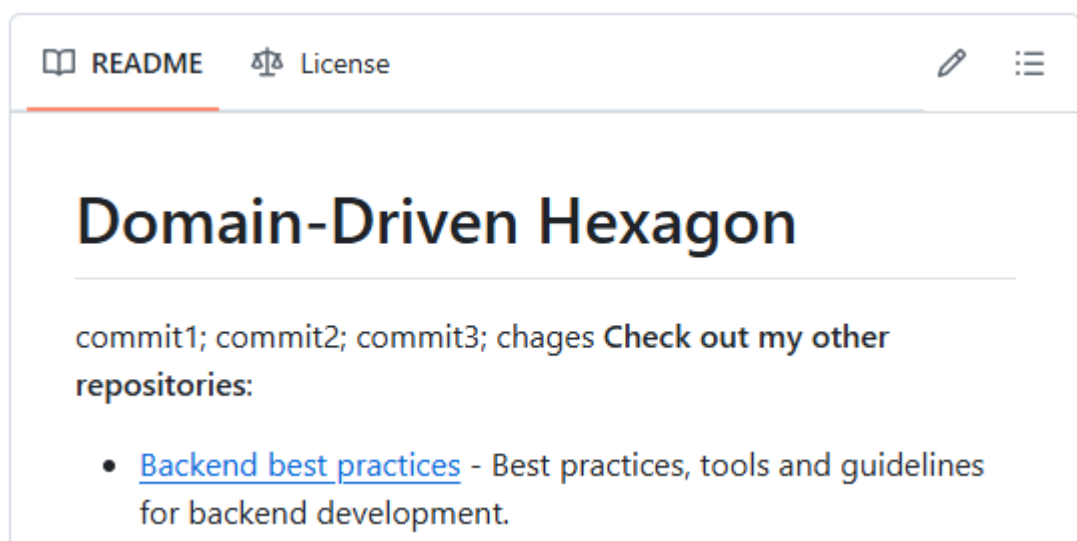 README License
Domain-Driven Hexagon
commit1; commit2; commit3; chages Check out my other
repositories:
• Backend best practices - Best practices, tools and guidelines
for backend development.